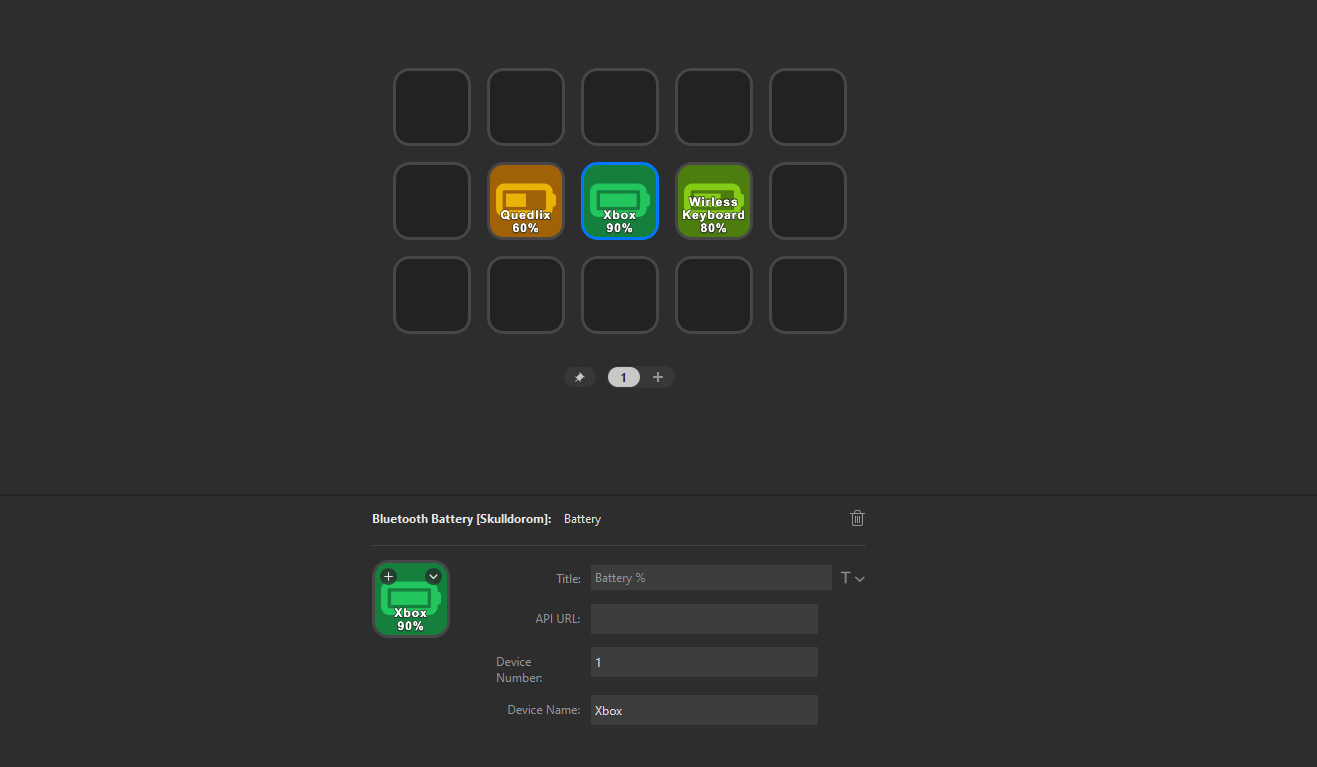 Quedlix
60%
Xbox
90%
Wirless
Keyboard
80%
1
Bluetooth Battery [Skulldorom]: Battery
Xbox
90%
Title: Battery % T
API URL:
Device
Number: 1
Device Name: Xbox